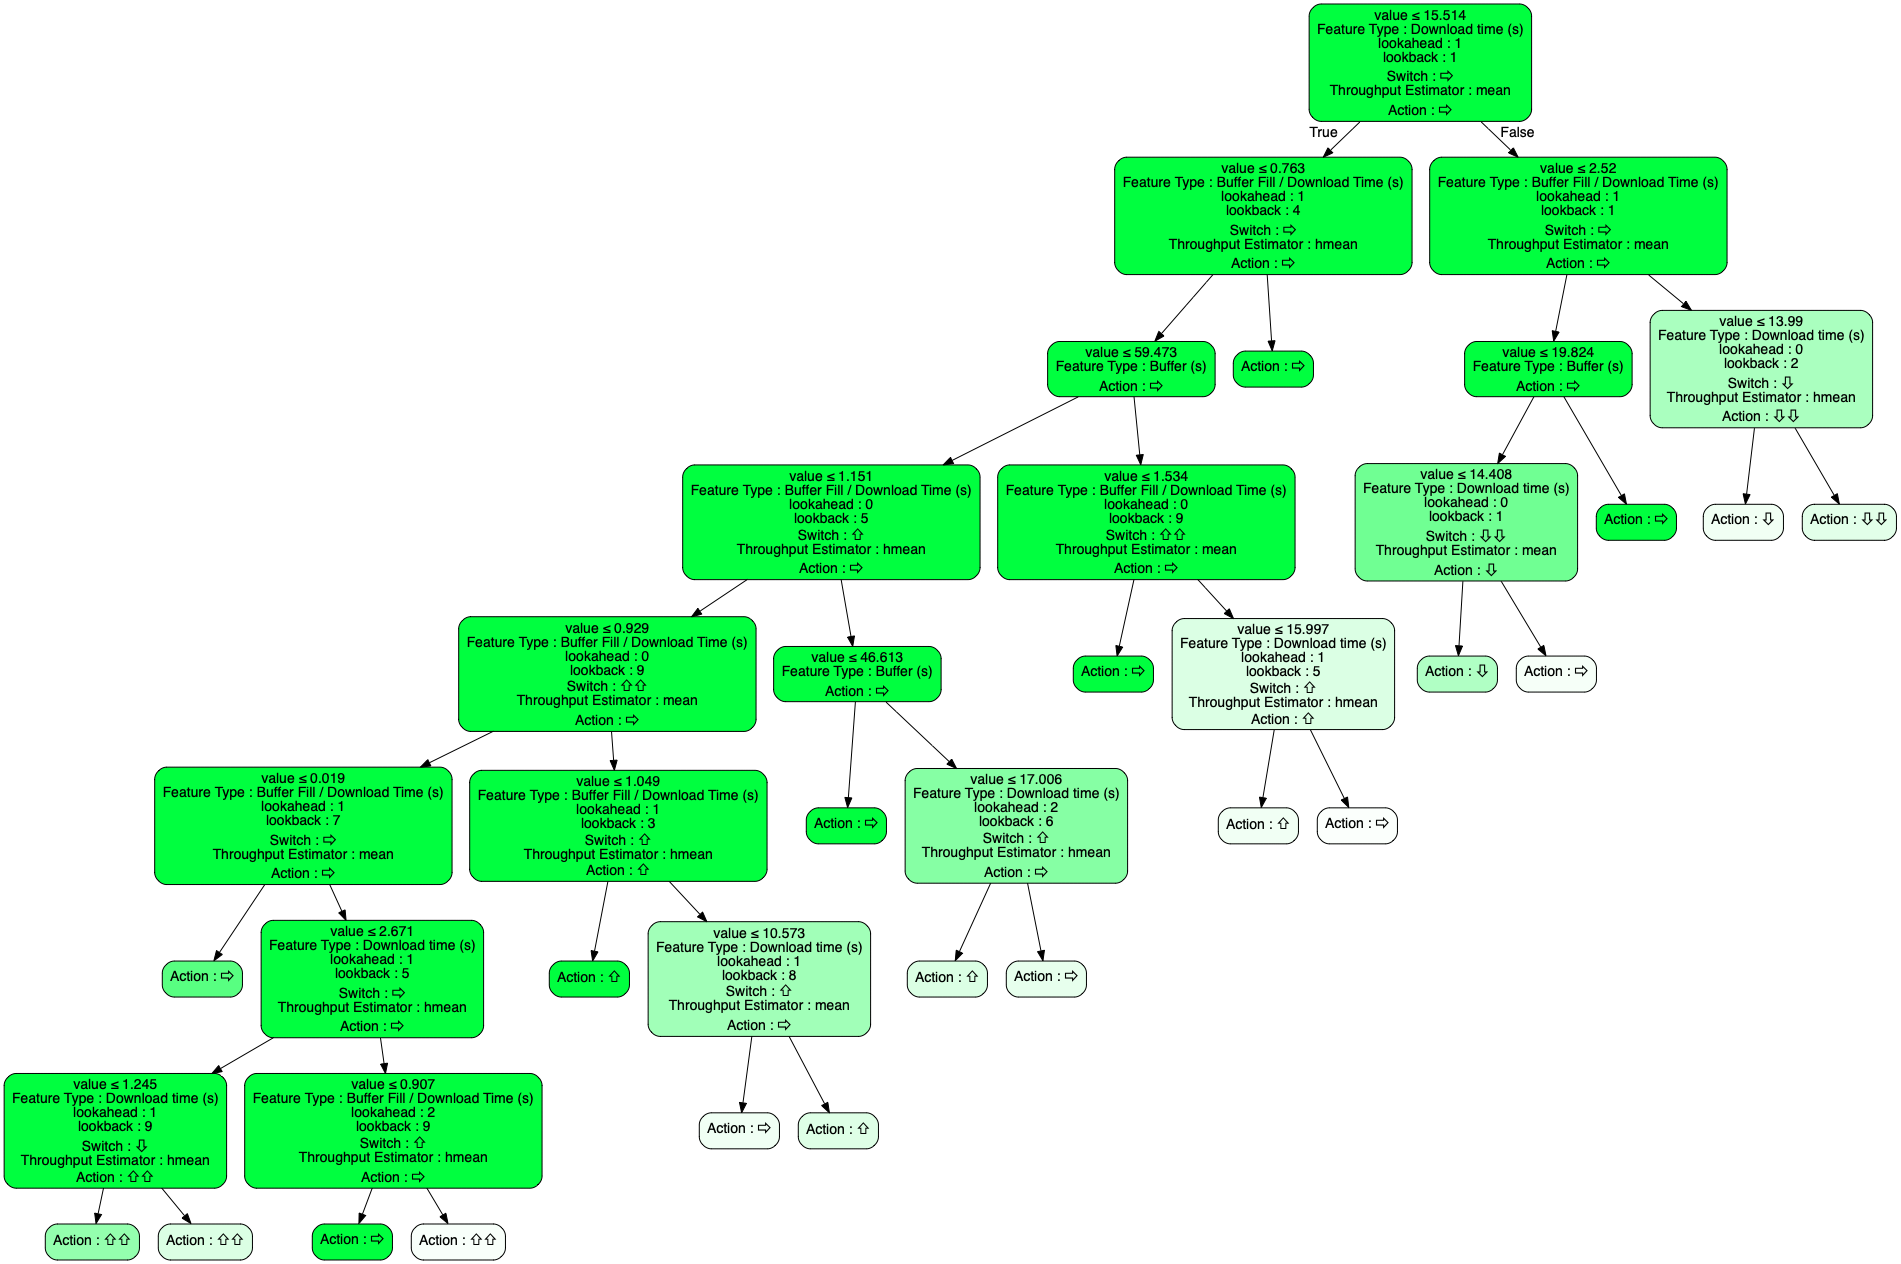 value ≤ 15.514
Feature Type : Download time (s)
lookahead : 1
lookback : 1
Switch : ⇨
Throughput Estimator : mean
Action : ⇨
True
False
value ≤ 0.763
Feature Type : Buffer Fill / Download Time (s)
lookahead : 1
lookback : 4
Switch : ⇨
Throughput Estimator : hmean
Action : ⇨
value ≤ 2.52
Feature Type : Buffer Fill / Download Time (s)
lookahead : 1
lookback : 1
Switch : ⇨
Throughput Estimator : mean
Action : ⇨
value ≤ 59.473
Feature Type : Buffer (s)
Action : ⇨
Action : ⇨
value ≤ 19.824
Feature Type : Buffer (s)
Action : ⇨
value ≤ 13.99
Feature Type : Download time (s)
lookahead : 0
lookback : 2
Switch : ⇩
Throughput Estimator : hmean
Action : ⇩⇩
value ≤ 1.151
Feature Type : Buffer Fill / Download Time (s)
lookahead : 0
lookback : 5
Switch : ⇧
Throughput Estimator : hmean
Action : ⇨
value ≤ 1.534
Feature Type : Buffer Fill / Download Time (s)
lookahead : 0
lookback : 9
Switch : ⇧⇧
Throughput Estimator : mean
Action : ⇨
value ≤ 14.408
Feature Type : Download time (s)
lookahead : 0
lookback : 1
Switch : ⇩⇩
Throughput Estimator : mean
Action : ⇩
Action : ⇨
Action : ⇩
Action : ⇩⇩
value ≤ 0.929
Feature Type : Buffer Fill / Download Time (s)
lookahead : 0
lookback : 9
Switch : ⇧⇧
Throughput Estimator : mean
Action : ⇨
value ≤ 46.613
Feature Type : Buffer (s)
Action : ⇨
Action : ⇨
value ≤ 15.997
Feature Type : Download time (s)
lookahead : 1
lookback : 5
Switch : ⇧
Throughput Estimator : hmean
Action : ⇧
Action : ⇩
Action : ⇨
value ≤ 0.019
Feature Type : Buffer Fill / Download Time (s)
lookahead : 1
lookback : 7
Switch : ⇨
Throughput Estimator : mean
Action : ⇨
value ≤ 1.049
Feature Type : Buffer Fill / Download Time (s)
lookahead : 1
lookback : 3
Switch : ⇧
Throughput Estimator : hmean
Action : ⇧
Action : ⇨
value ≤ 17.006
Feature Type : Download time (s)
lookahead : 2
lookback : 6
Switch : ⇧
Throughput Estimator : hmean
Action : ⇨
Action : ⇧
Action : ⇨
Action : ⇨
value ≤ 2.671
Feature Type : Download time (s)
lookahead : 1
lookback : 5
Switch : ⇨
Throughput Estimator : hmean
Action : ⇨
Action : ⇧
value ≤ 10.573
Feature Type : Download time (s)
lookahead : 1
lookback : 8
Switch : ⇧
Throughput Estimator : mean
Action : ⇨
Action : ⇧
Action : ⇨
value ≤ 1.245
Feature Type : Download time (s)
lookahead : 1
lookback : 9
Switch : ⇩
Throughput Estimator : hmean
Action : ⇧⇧
value ≤ 0.907
Feature Type : Buffer Fill / Download Time (s)
lookahead : 2
lookback : 9
Switch : ⇧
Throughput Estimator : hmean
Action : ⇨
Action : ⇨
Action : ⇧
Action : ⇧⇧
Action : ⇧⇧
Action : ⇨
Action : ⇧⇧